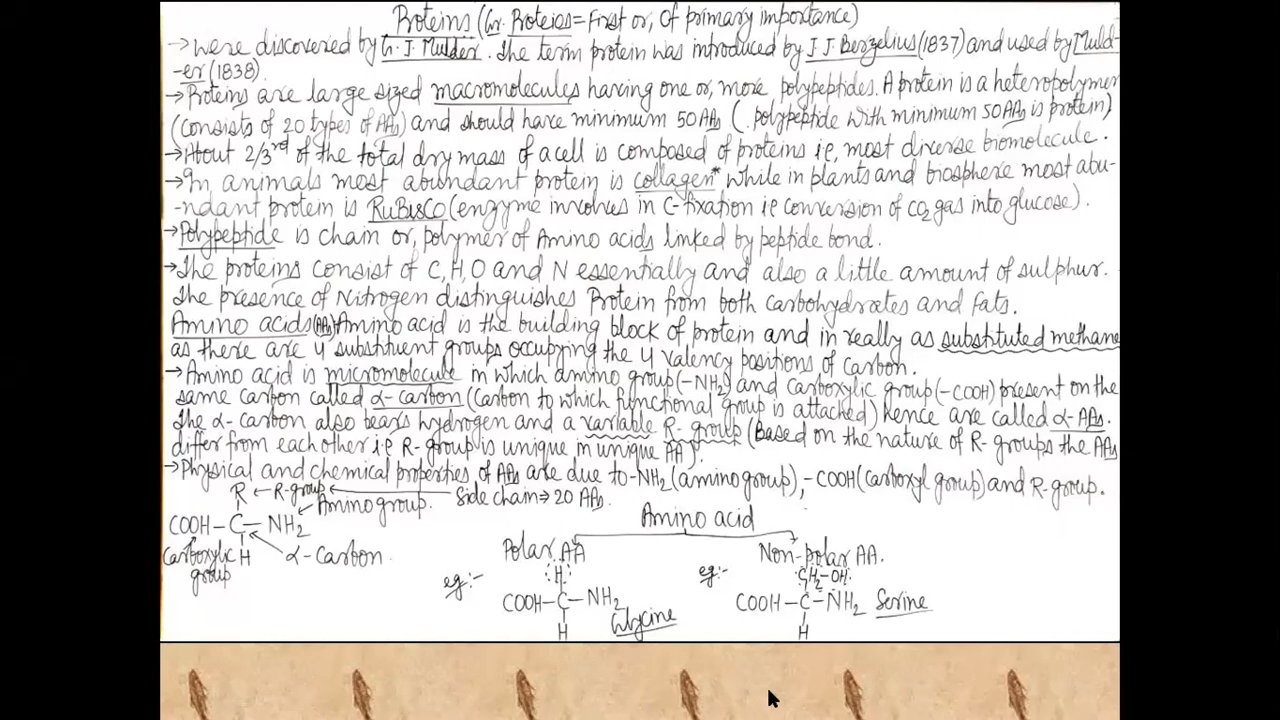 Proteins (Gr. Proteios = First or, Of primary importance)
→ were discovered by G. J. Mulder. The term protein was introduced by J. J. Berzelius (1837) and used by Muld-
-er (1838).
→ Proteins are large sized macromolecules having one or, more polypeptides. A protein is a heteropolymer
(consists of 20 types of AAs) and should have minimum 50 AAs (. polypeptide with minimum 50 AAs is protein)
→ About 2/3rd of the total dry mass of a cell is composed of proteins i.e, most diverse biomolecule.
→ In animals most abundant protein is collagen* while in plants and biosphere most abu-
-ndant protein is RuBisCO (enzyme involves in C-fixation i.e conversion of CO2 gas into glucose).
→ Polypeptide is chain or, polymer of Amino acids linked by peptide bond.
→ The proteins consist of C, H, O and N essentially and also a little amount of sulphur.
The presence of Nitrogen distinguishes Protein from both carbohydrates and fats.
Amino acids (AAs) Amino acid is the building block of protein and in really as substituted methane
as there are 4 substituent groups occupying the 4 valency positions of carbon.
→ Amino acid is micromolecule in which amino group (-NH2) and carboxylic group (-COOH) present on the
same carbon called α-carbon (Carbon to which functional group is attached) hence are called α-AAs.
The α-carbon also bears hydrogen and a variable R-group (Based on the nature of R-groups the AAs
differ from each other i.e R-group is unique in unique AA).
→ Physical and chemical properties of AAs are due to -NH2 (amino group), -COOH (carboxyl group) and R-group.
R ← R-group ← Side chain → 20 AAs.
Amino group.
COOH – C – NH2
Carboxylic group
H
α-Carbon
Amino acid
Polar AA
Non-polar AA.
eg:-
H
COOH – C – NH2
H
Glycine
eg:-
CH2-OH
COOH – C – NH2
H
Serine